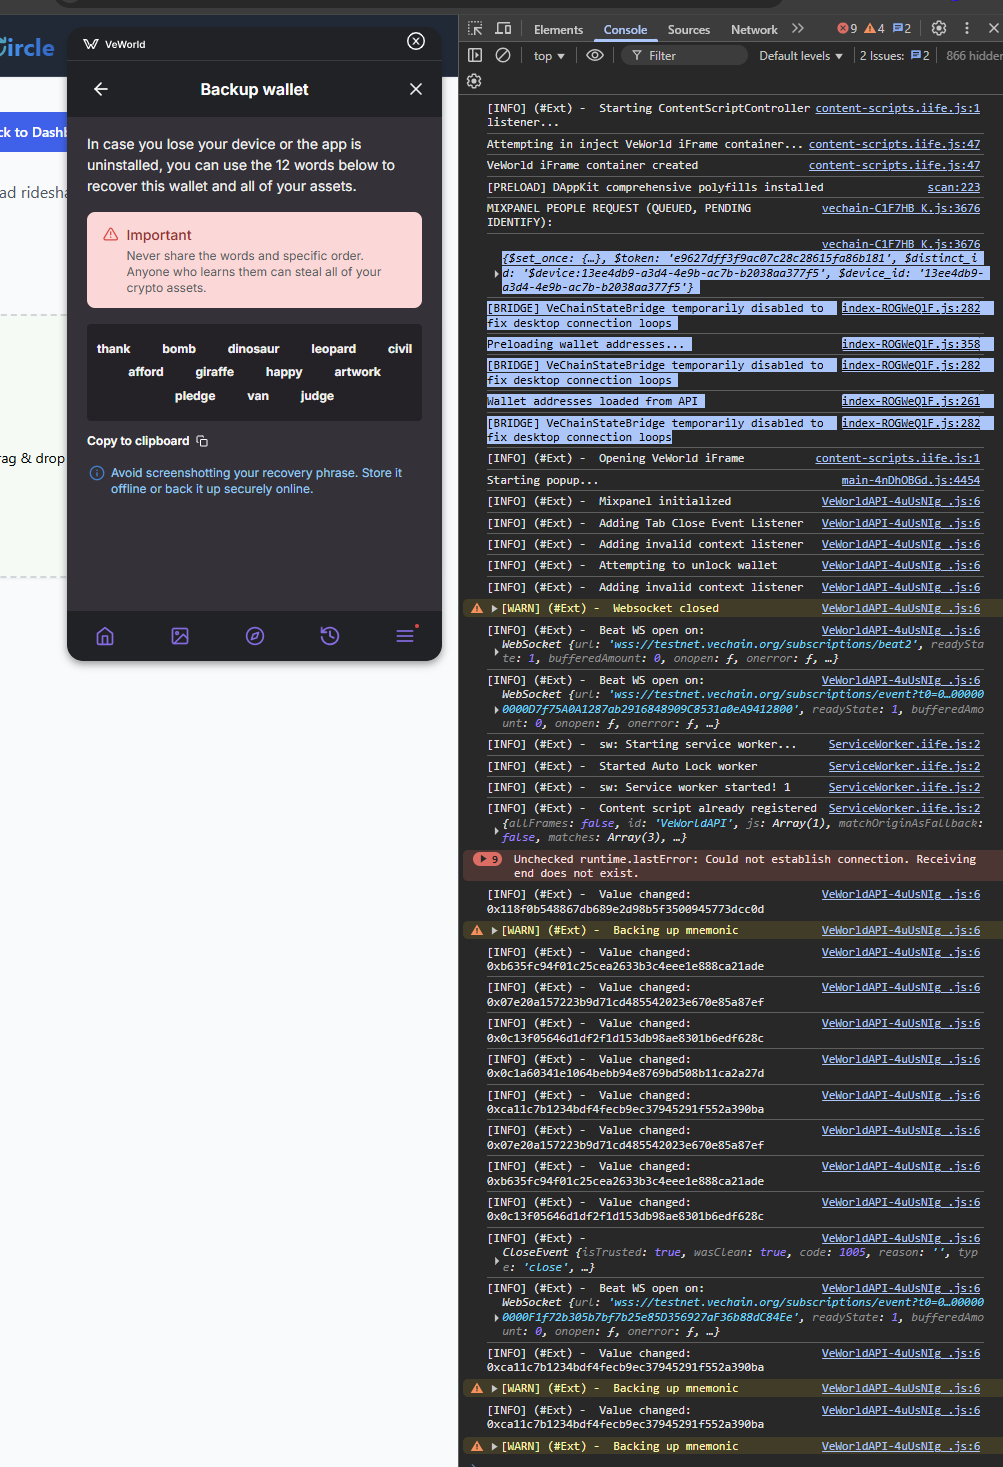 ircle
VeWorld
Backup wallet
ck to Dashb
ad ridesha
rag & drop
In case you lose your device or the app is
uninstalled, you can use the 12 words below to
recover this wallet and all of your assets.
Important
Never share the words and specific order.
Anyone who learns them can steal all of your
crypto assets.
thank bomb dinosaur leopard civil
afford giraffe happy artwork
pledge van judge
Copy to clipboard
Avoid screenshotting your recovery phrase. Store it
offline or back it up securely online.
Elements Console Sources Network 9 4 2
top Filter Default levels 2 Issues: 2 866 hidden
[INFO] (#Ext) - Starting ContentScriptController content-scripts.iife.js:1
listener...
Attempting in inject VeWorld iFrame container... content-scripts.iife.js:47
VeWorld iFrame container created content-scripts.iife.js:47
[PRELOAD] DAppKit comprehensive polyfills installed scan:223
MIXPANEL PEOPLE REQUEST (QUEUED, PENDING vechain-C1F7HB_K.js:3676
IDENTIFY):
vechain-C1F7HB_K.js:3676
{$set_once: {…}, $token: 'e9627dff3f9ac07c28c28615fa86b181', $distinct_i
d: '$device:13ee4db9-a3d4-4e9b-ac7b-b2038aa377f5', $device_id: '13ee4db9-
a3d4-4e9b-ac7b-b2038aa377f5'}
[BRIDGE] VeChainStateBridge temporarily disabled to index-ROGWeQlF.js:282
fix desktop connection loops
Preloading wallet addresses... index-ROGWeQlF.js:358
[BRIDGE] VeChainStateBridge temporarily disabled to index-ROGWeQlF.js:282
fix desktop connection loops
Wallet addresses loaded from API index-ROGWeQlF.js:261
[BRIDGE] VeChainStateBridge temporarily disabled to index-ROGWeQlF.js:282
fix desktop connection loops
[INFO] (#Ext) - Opening VeWorld iFrame content-scripts.iife.js:1
Starting popup... main-4nDhOBGd.js:4454
[INFO] (#Ext) - Mixpanel initialized VeWorldAPI-4uUsNIg_.js:6
[INFO] (#Ext) - Adding Tab Close Event Listener VeWorldAPI-4uUsNIg_.js:6
[INFO] (#Ext) - Adding invalid context listener VeWorldAPI-4uUsNIg_.js:6
[INFO] (#Ext) - Attempting to unlock wallet VeWorldAPI-4uUsNIg_.js:6
[INFO] (#Ext) - Adding invalid context listener VeWorldAPI-4uUsNIg_.js:6
[WARN] (#Ext) - Websocket closed VeWorldAPI-4uUsNIg_.js:6
[INFO] (#Ext) - Beat WS open on: VeWorldAPI-4uUsNIg_.js:6
WebSocket {url: 'wss://testnet.vechain.org/subscriptions/beat2', readySta
te: 1, bufferedAmount: 0, onopen: ƒ, onerror: ƒ, …}
[INFO] (#Ext) - Beat WS open on: VeWorldAPI-4uUsNIg_.js:6
WebSocket {url: 'wss://testnet.vechain.org/subscriptions/event?t0=0…00000
0000D7f75A0A1287ab2916848909C8531a0eA9412800', readyState: 1, bufferedAmo
unt: 0, onopen: ƒ, onerror: ƒ, …}
[INFO] (#Ext) - sw: Starting service worker... ServiceWorker.iife.js:2
[INFO] (#Ext) - Started Auto Lock worker ServiceWorker.iife.js:2
[INFO] (#Ext) - sw: Service worker started! 1 ServiceWorker.iife.js:2
[INFO] (#Ext) - Content script already registered ServiceWorker.iife.js:2
{allFrames: false, id: 'VeWorldAPI', js: Array(1), matchOriginAsFallback:
false, matches: Array(3), …}
9 Unchecked runtime.lastError: Could not establish connection. Receiving
end does not exist.
[INFO] (#Ext) - Value changed: VeWorldAPI-4uUsNIg_.js:6
0x118f0b548867db689e2d98b5f3500945773dcc0d
[WARN] (#Ext) - Backing up mnemonic VeWorldAPI-4uUsNIg_.js:6
[INFO] (#Ext) - Value changed: VeWorldAPI-4uUsNIg_.js:6
0xb635fc94f01c25cea2633b3c4eee1e888ca21ade
[INFO] (#Ext) - Value changed: VeWorldAPI-4uUsNIg_.js:6
0x07e20a157223b9d71cd485542023e670e85a87ef
[INFO] (#Ext) - Value changed: VeWorldAPI-4uUsNIg_.js:6
0x0c13f05646d1df2f1d153db98ae8301b6edf628c
[INFO] (#Ext) - Value changed: VeWorldAPI-4uUsNIg_.js:6
0x0c1a60341e1064bebb94e8769bd508b11ca2a27d
[INFO] (#Ext) - Value changed: VeWorldAPI-4uUsNIg_.js:6
0xca11c7b1234bdf4fecb9ec37945291f552a390ba
[INFO] (#Ext) - Value changed: VeWorldAPI-4uUsNIg_.js:6
0x07e20a157223b9d71cd485542023e670e85a87ef
[INFO] (#Ext) - Value changed: VeWorldAPI-4uUsNIg_.js:6
0xb635fc94f01c25cea2633b3c4eee1e888ca21ade
[INFO] (#Ext) - Value changed: VeWorldAPI-4uUsNIg_.js:6
0x0c13f05646d1df2f1d153db98ae8301b6edf628c
[INFO] (#Ext) - VeWorldAPI-4uUsNIg_.js:6
CloseEvent {isTrusted: true, wasClean: true, code: 1005, reason: '', typ
e: 'close', …}
[INFO] (#Ext) - Beat WS open on: VeWorldAPI-4uUsNIg_.js:6
WebSocket {url: 'wss://testnet.vechain.org/subscriptions/event?t0=0…00000
0000F1f72b305b7bf7b25e85D356927aF36b88dC84Ee', readyState: 1, bufferedAmo
unt: 0, onopen: ƒ, onerror: ƒ, …}
[INFO] (#Ext) - Value changed: VeWorldAPI-4uUsNIg_.js:6
0xca11c7b1234bdf4fecb9ec37945291f552a390ba
[WARN] (#Ext) - Backing up mnemonic VeWorldAPI-4uUsNIg_.js:6
[INFO] (#Ext) - Value changed: VeWorldAPI-4uUsNIg_.js:6
0xca11c7b1234bdf4fecb9ec37945291f552a390ba
[WARN] (#Ext) - Backing up mnemonic VeWorldAPI-4uUsNIg_.js:6